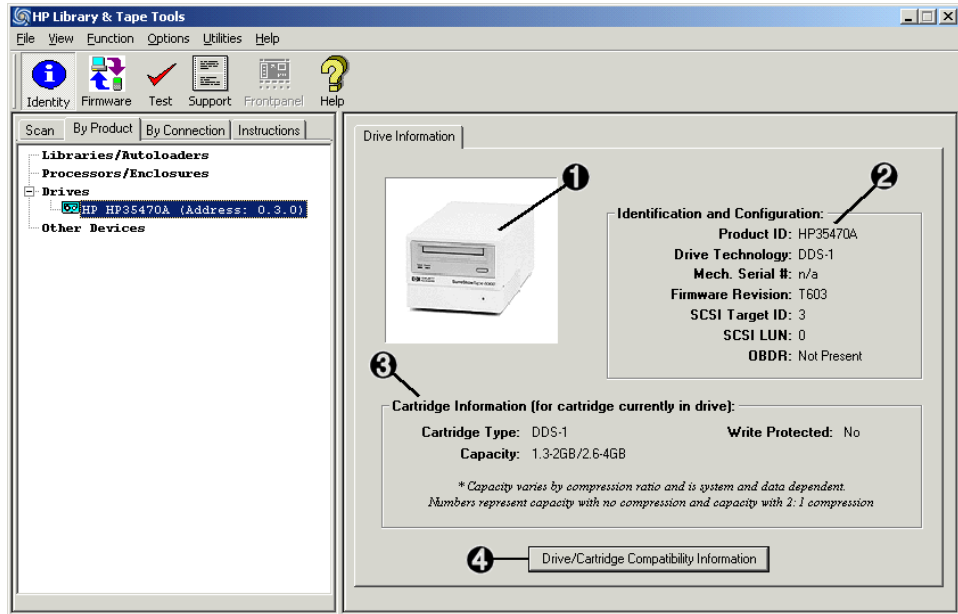 HP Library & Tape Tools
File View Function Options Utilities Help
Identity Firmware Test Support Frontpanel Help
Scan By Product By Connection Instructions
Libraries/Autoloaders
Processors/Enclosures
Drives
HP HP35470A (Address: 0.3.0)
Other Devices
Drive Information
1
2
Identification and Configuration:
Product ID: HP35470A
Drive Technology: DDS-1
Mech. Serial #: n/a
Firmware Revision: T603
SCSI Target ID: 3
SCSI LUN: 0
OBDR: Not Present
3
Cartridge Information (for cartridge currently in drive):
Cartridge Type: DDS-1 Write Protected: No
Capacity: 1.3-2GB/2.6-4GB
* Capacity varies by compression ratio and is system and data dependent.
Numbers represent capacity with no compression and capacity with 2:1 compression
4 Drive/Cartridge Compatibility Information